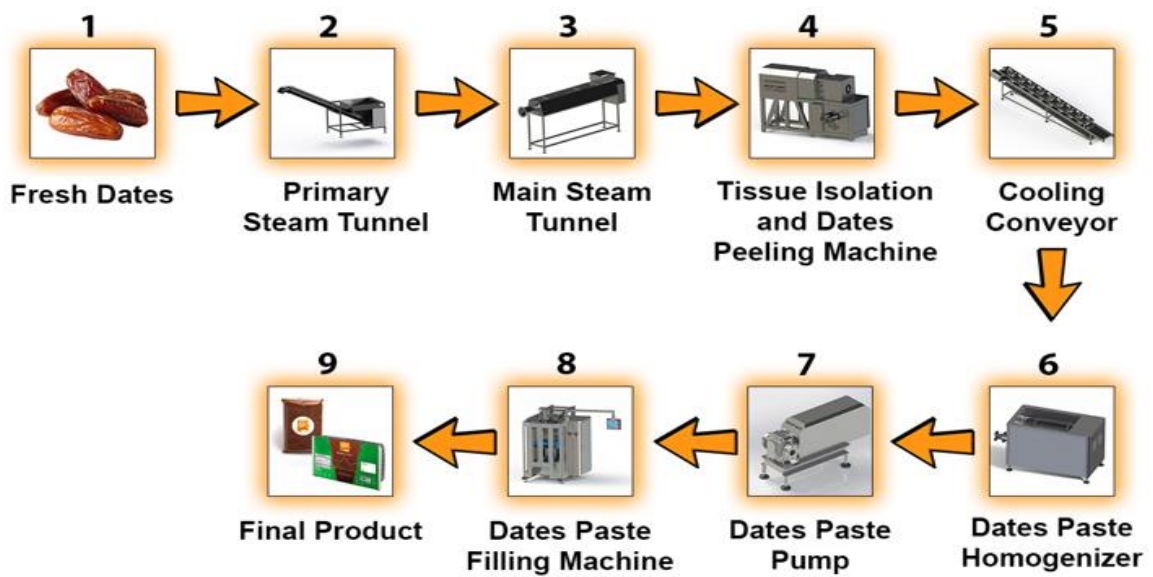 1
2
3
4
5
Fresh Dates
Primary
Steam Tunnel
Main Steam
Tunnel
Tissue Isolation
and Dates
Peeling Machine
Cooling
Conveyor
9
8
7
6
Final Product
Dates Paste
Filling Machine
Dates Paste
Pump
Dates Paste
Homogenizer